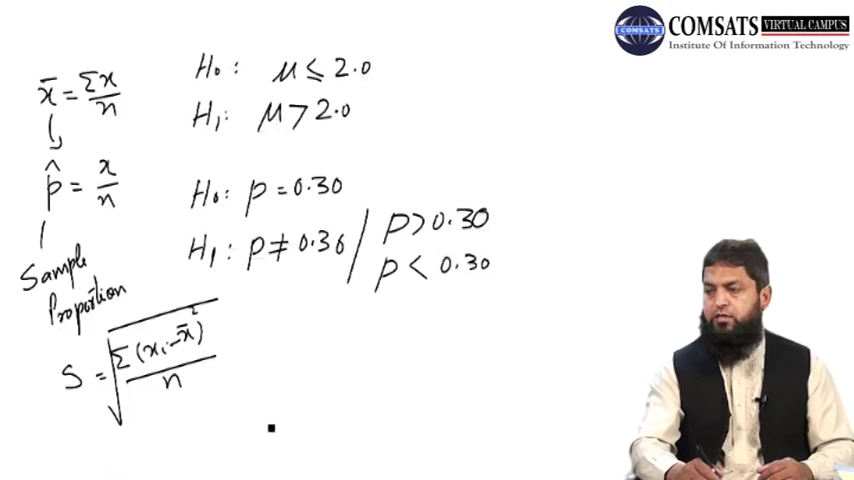 COMSATS VIRTUAL CAMPUS
Institute Of Information Technology
x̄ = Σx/n
p̂ = x/n
Sample
Proportion
S = √(Σ(xᵢ-x̄)²/n)
H₀: μ ≤ 2.0
H₁: μ > 2.0
H₀: p = 0.30
H₁: p ≠ 0.30 / p > 0.30
p < 0.30